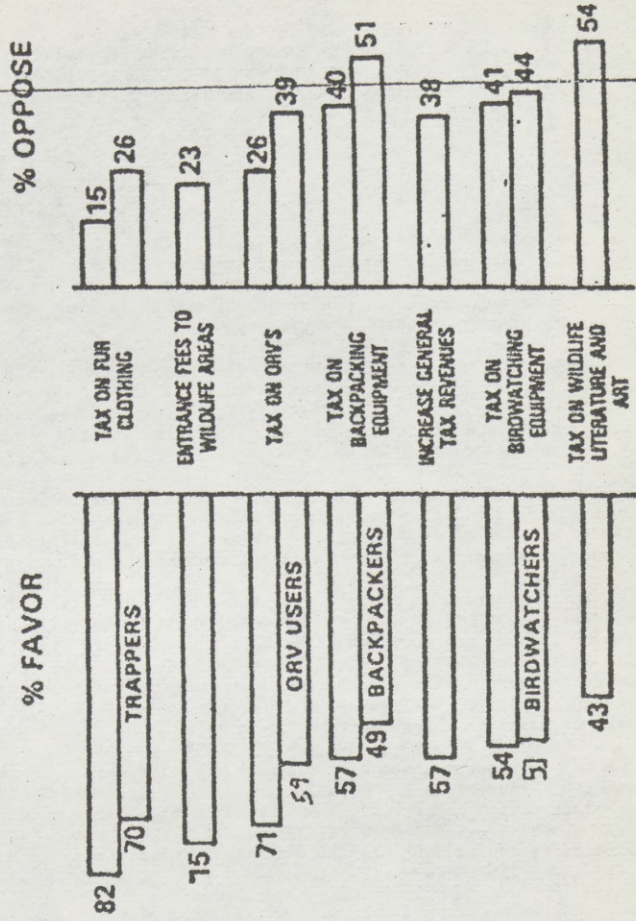 % FAVOR
% OPPOSE
82
TAX ON FUR
CLOTHING
15
70
TRAPPERS
26
75
ENTRANCE FEES TO
WILDLIFE AREAS
23
71
TAX ON ORV'S
26
59
ORV USERS
39
57
TAX ON
BACKPACKING
EQUIPMENT
40
49
BACKPACKERS
51
57
INCREASE GENERAL
TAX REVENUES
38
54
TAX ON
BIRDWATCHING
EQUIPMENT
41
51
BIRDWATCHERS
44
43
TAX ON WILDLIFE
LITERATURE AND
ART
54